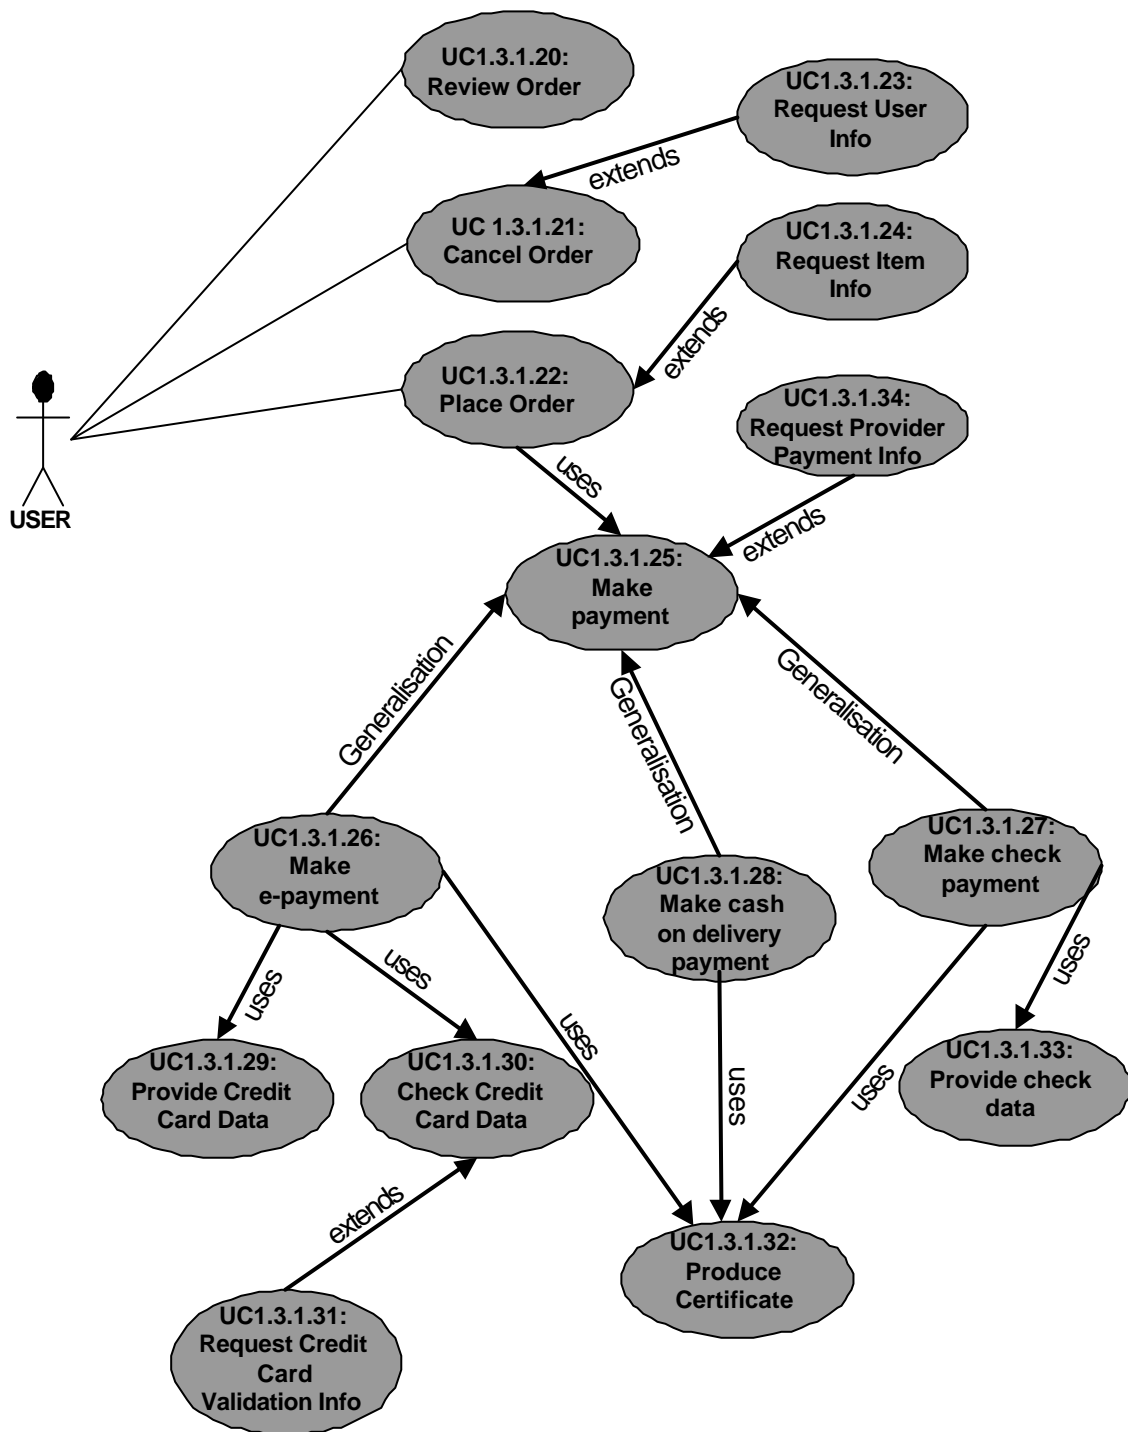 UC1.3.1.20:
Review Order
UC1.3.1.23:
Request User
Info
extends
UC 1.3.1.21:
Cancel Order
UC1.3.1.24:
Request Item
Info
extends
UC1.3.1.22:
Place Order
UC1.3.1.34:
Request Provider
Payment Info
USER
uses
extends
UC1.3.1.25:
Make
payment
Generalisation
Generalisation
Generalisation
UC1.3.1.26:
Make
e-payment
UC1.3.1.28:
Make cash
on delivery
payment
UC1.3.1.27:
Make check
payment
uses
uses
uses
uses
uses
uses
UC1.3.1.29:
Provide Credit
Card Data
UC1.3.1.30:
Check Credit
Card Data
UC1.3.1.33:
Provide check
data
extends
UC1.3.1.32:
Produce
Certificate
UC1.3.1.31:
Request Credit
Card
Validation Info